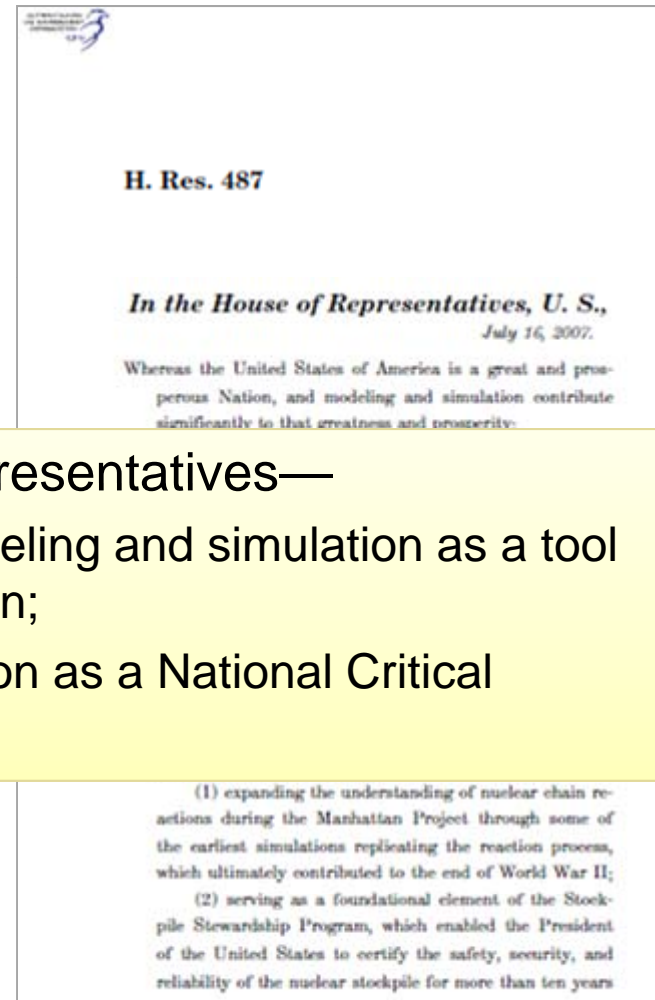 H. Res. 487
In the House of Representatives, U. S.,
July 16, 2007.
Whereas the United States of America is a great and pros-
perous Nation, and modeling and simulation contribute
significantly to that greatness and prosperity;
resentatives—
eling and simulation as a tool
n;
on as a National Critical
(1) expanding the understanding of nuclear chain re-
actions during the Manhattan Project through some of
the earliest simulations replicating the reaction process,
which ultimately contributed to the end of World War II;
(2) serving as a foundational element of the Stock-
pile Stewardship Program, which enabled the President
of the United States to certify the safety, security, and
reliability of the nuclear stockpile for more than ten years